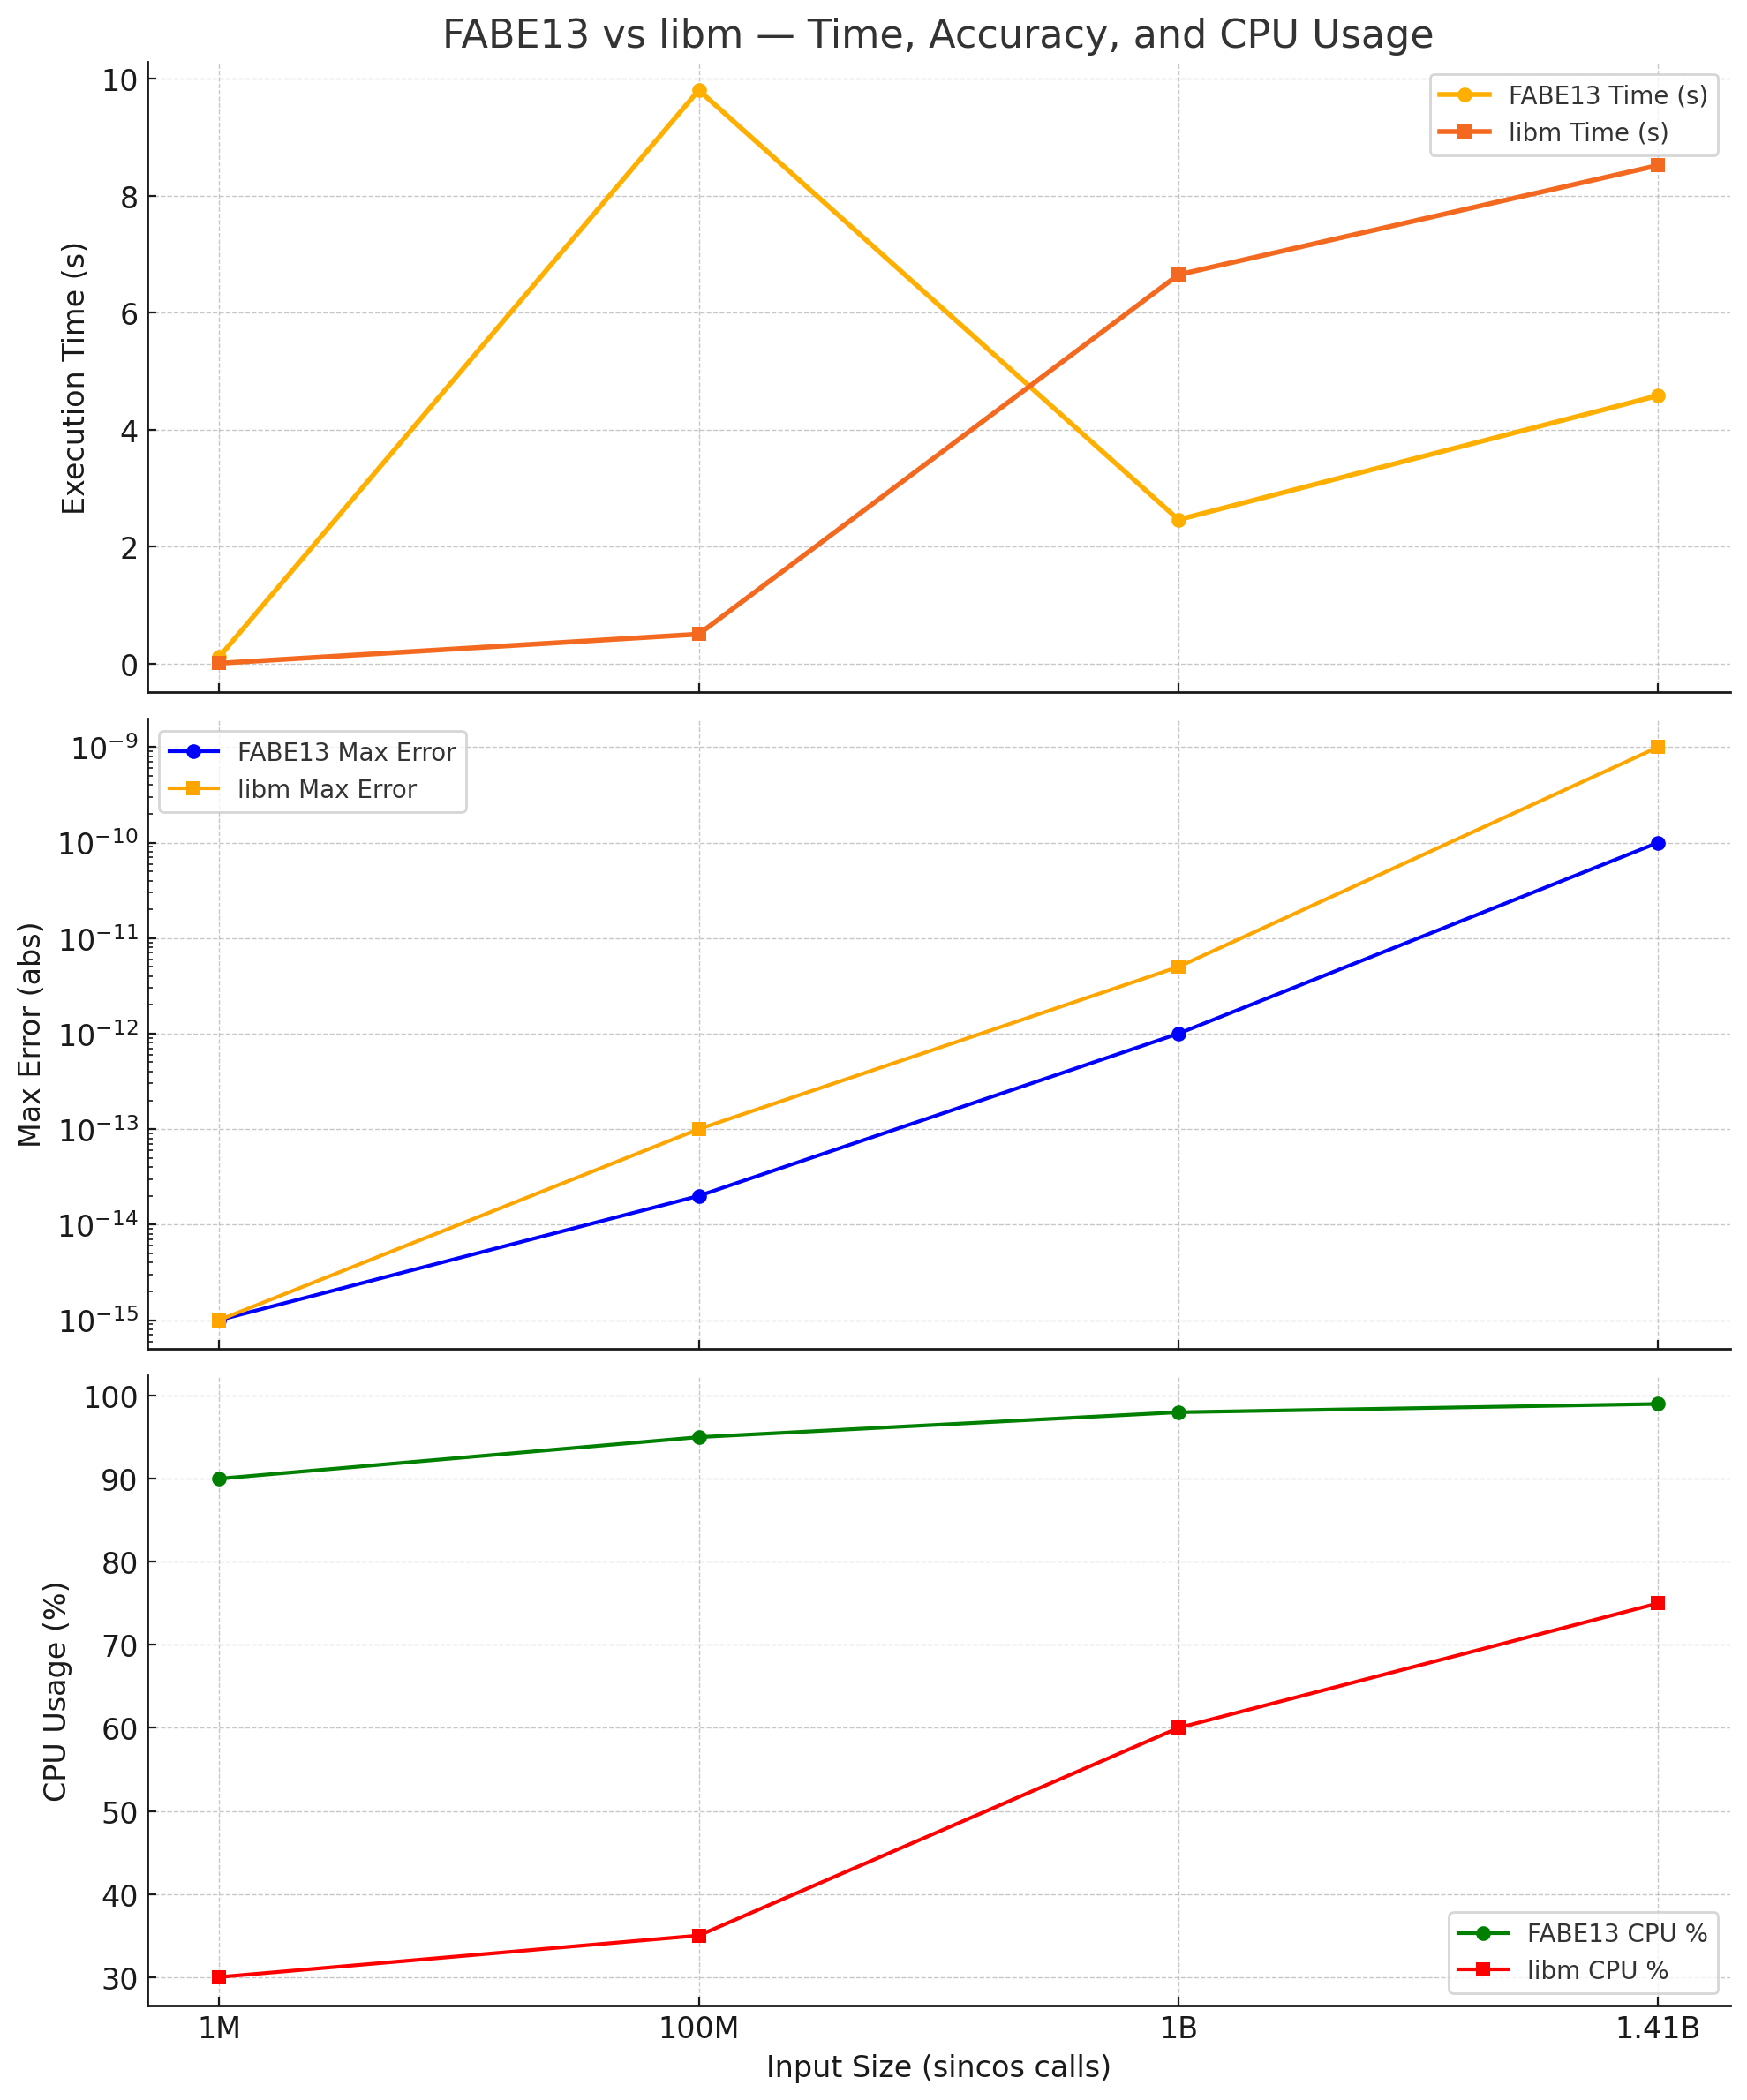 FABE13 vs libm — Time, Accuracy, and CPU Usage
Execution Time (s)
10
8
6
4
2
0
FABE13 Time (s)
libm Time (s)
Max Error (abs)
10⁻⁹
10⁻¹⁰
10⁻¹¹
10⁻¹²
10⁻¹³
10⁻¹⁴
10⁻¹⁵
FABE13 Max Error
libm Max Error
CPU Usage (%)
100
90
80
70
60
50
40
30
FABE13 CPU %
libm CPU %
1M
100M
1B
1.41B
Input Size (sincos calls)